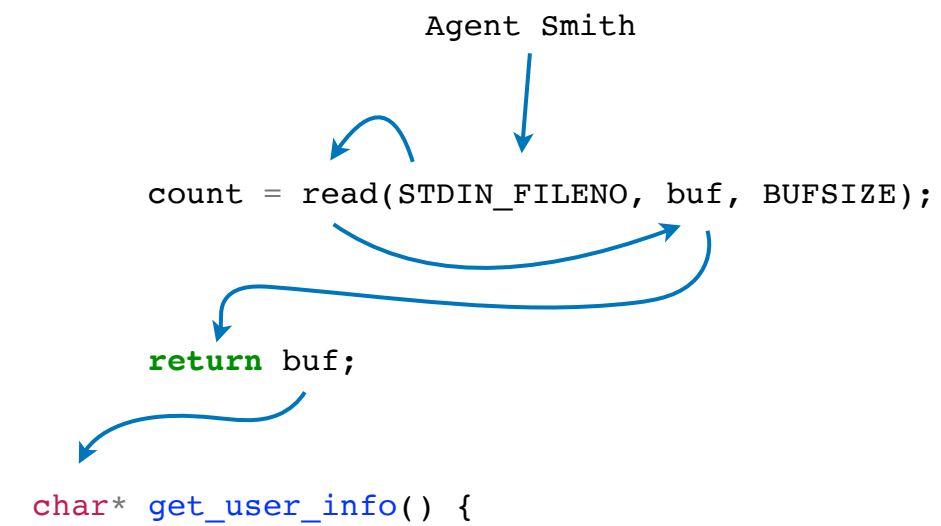 Agent Smith
count = read(STDIN_FILENO, buf, BUFSIZE);
return buf;
char* get_user_info() {